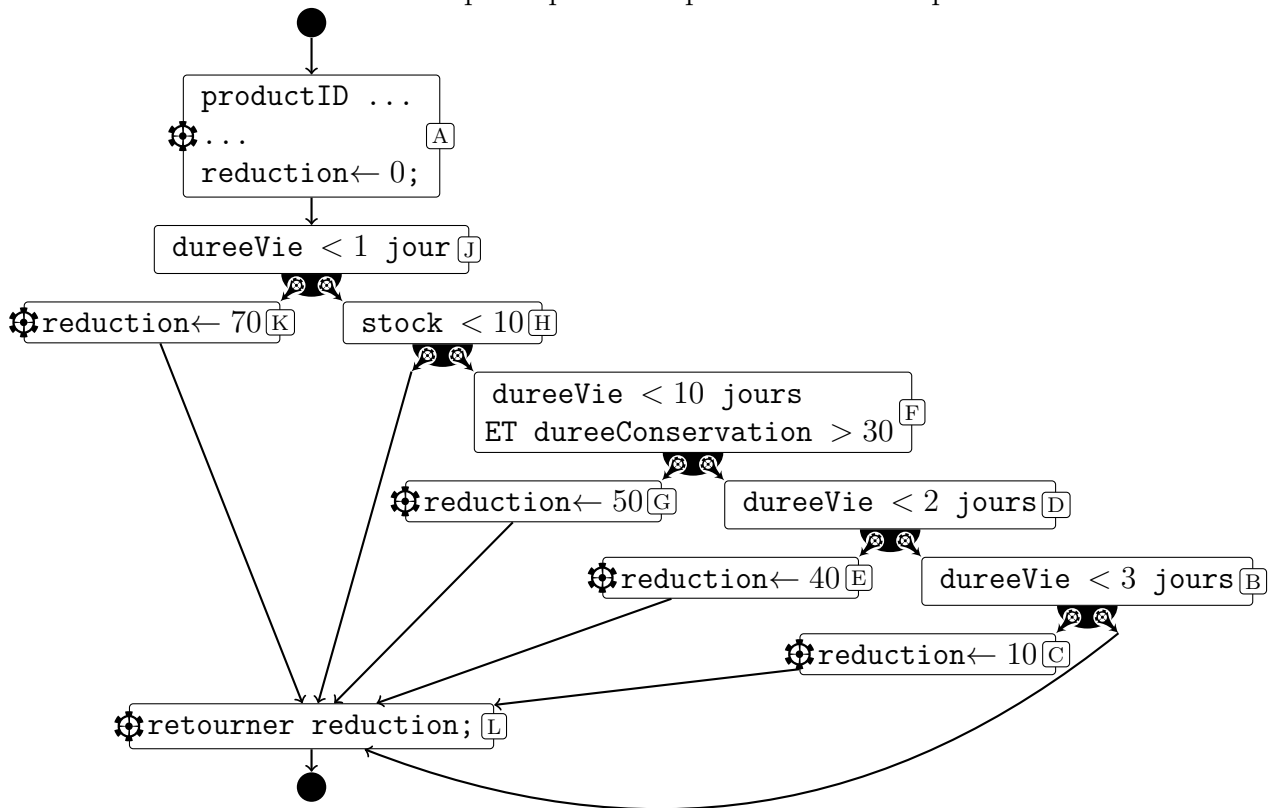 productID ...
...
A
reduction← 0;
dureeVie < 1 jour J
reduction← 70 K
stock < 10 H
dureeVie < 10 jours
F
ET dureeConservation > 30
reduction← 50 G
dureeVie < 2 jours D
reduction← 40 E
dureeVie < 3 jours B
reduction← 10 C
retourner reduction; L